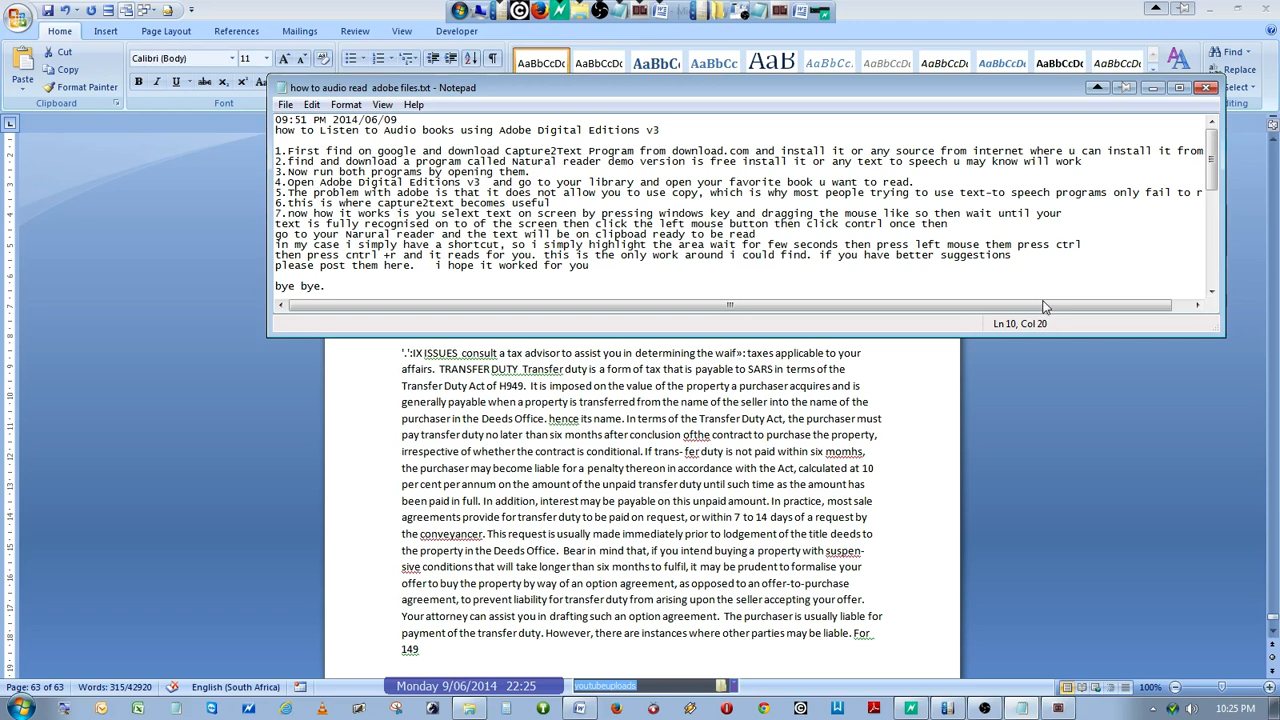 Home Insert Page Layout References Mailings Review View Developer
Paste
Cut
Copy
Format Painter
Clipboard
Calibri (Body) 11
B I U abc
Font
AaBbCcDc AaBbCcDc AaBbC AaBbCc AaB AaBbCc. AaBbCcDc AaBbCcDc AaBbCcDc AaBbCcDc AaBbCcDc
Find
Replace
Select
Editing
how to audio read adobe files.txt - Notepad
File Edit Format View Help
09:51 PM 2014/06/09
how to Listen to Audio books using Adobe Digital Editions v3
1.First find on google and download Capture2Text Program from download.com and install it or any source from internet where u can install it from
2.find and download a program called Natural reader demo version is free install it or any text to speech u may know will work
3.Now run both programs by opening them.
4.Open Adobe Digital Editions v3 and go to your library and open your favorite book u want to read.
5.The problem with adobe is that it does not allow you to use copy, which is why most people trying to use text-to speech programs only fail to r
6.this is where capture2text becomes useful
7.now how it works is you selext text on screen by pressing windows key and dragging the mouse like so then wait until your
text is fully recognised on to of the screen then click the left mouse button then click contrl once then
go to your Narural reader and the text will be on clipboad ready to be read
in my case i simply have a shortcut, so i simply highlight the area wait for few seconds then press left mouse them press ctrl
then press cntrl +r and it reads for you. this is the only work around i could find. if you have better suggestions
please post them here. i hope it worked for you
bye bye.
Ln 10, Col 20
'.':IX ISSUES consult a tax advisor to assist you in determining the waif»: taxes applicable to your
affairs. TRANSFER DUTY Transfer duty is a form of tax that is payable to SARS in terms of the
Transfer Duty Act of H949. It is imposed on the value of the property a purchaser acquires and is
generally payable when a property is transferred from the name of the seller into the name of the
purchaser in the Deeds Office. hence its name. In terms of the Transfer Duty Act, the purchaser must
pay transfer duty no later than six months after conclusion ofthe contract to purchase the property,
irrespective of whether the contract is conditional. If trans- fer duty is not paid within six momhs,
the purchaser may become liable for a penalty thereon in accordance with the Act, calculated at 10
per cent per annum on the amount of the unpaid transfer duty until such time as the amount has
been paid in full. In addition, interest may be payable on this unpaid amount. In practice, most sale
agreements provide for transfer duty to be paid on request, or within 7 to 14 days of a request by
the conveyancer. This request is usually made immediately prior to lodgement of the title deeds to
the property in the Deeds Office. Bear in mind that, if you intend buying a property with suspen-
sive conditions that will take longer than six months to fulfil, it may be prudent to formalise your
offer to buy the property by way of an option agreement, as opposed to an offer-to-purchase
agreement, to prevent liability for transfer duty from arising upon the seller accepting your offer.
Your attorney can assist you in drafting such an option agreement. The purchaser is usually liable for
payment of the transfer duty. However, there are instances where other parties may be liable. For
149
Monday 9/06/2014 22:25 youtubeuploads
Page: 63 of 63 Words: 315/42920 English (South Africa) 100%
10:25 PM